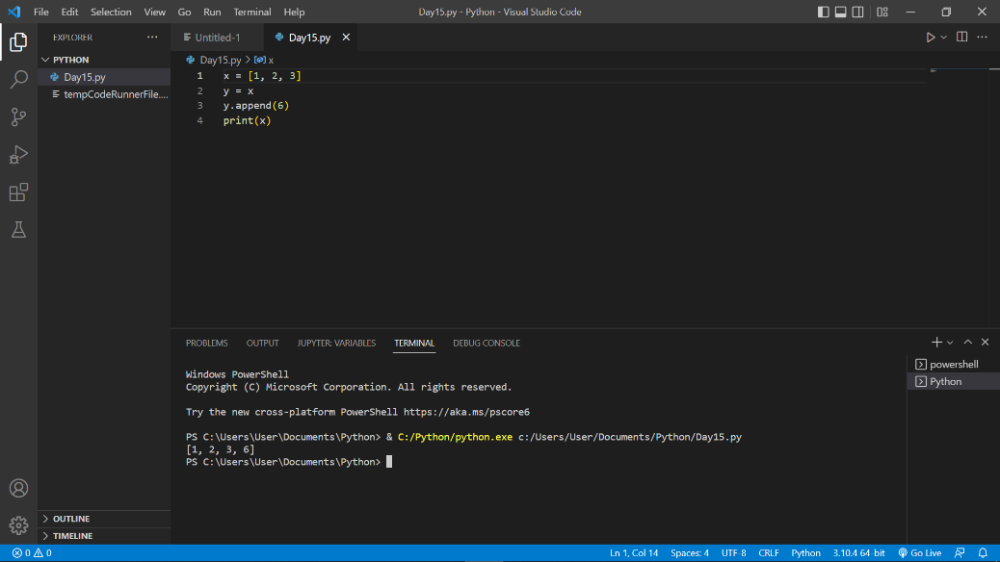 File Edit Selection View Go Run Terminal Help
Day15.py - Python - Visual Studio Code
EXPLORER ...
PYTHON
Day15.py
tempCodeRunnerFile....
Untitled-1
Day15.py
Day15.py > x
1 x = [1, 2, 3]
2 y = x
3 y.append(6)
4 print(x)
PROBLEMS OUTPUT JUPYTER: VARIABLES TERMINAL DEBUG CONSOLE
Windows PowerShell
Copyright (C) Microsoft Corporation. All rights reserved.
Try the new cross-platform PowerShell https://aka.ms/pscore6
PS C:\Users\User\Documents\Python> & C:/Python/python.exe c:/Users/User/Documents/Python/Day15.py
[1, 2, 3, 6]
PS C:\Users\User\Documents\Python>
powershell
Python
OUTLINE
TIMELINE
0 0
Ln 1, Col 14 Spaces: 4 UTF-8 CRLF Python 3.10.4 64-bit Go Live